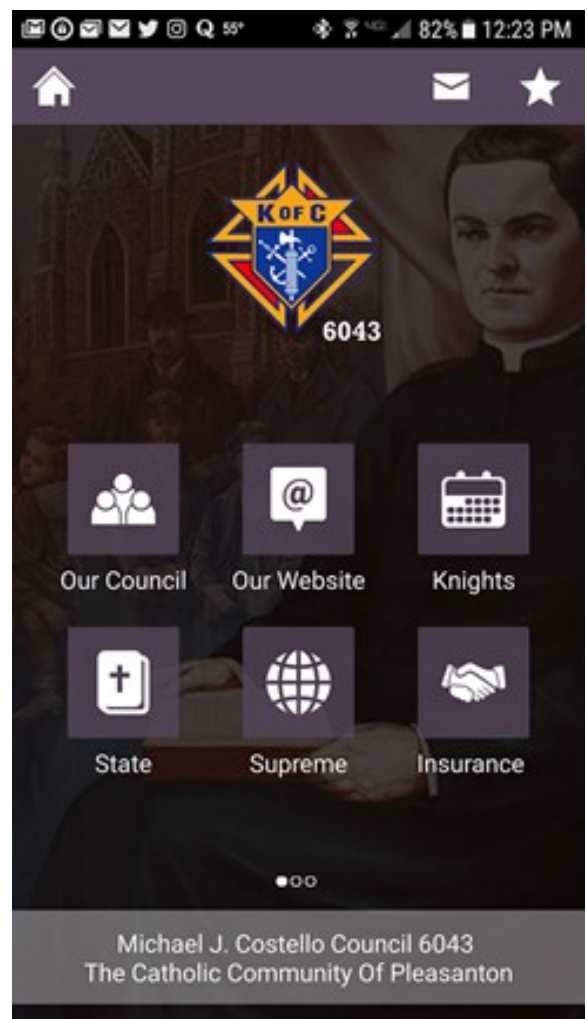 Q 55° 82% 12:23 PM
K OF C
6043
@
Our Council Our Website Knights
State Supreme Insurance
Michael J. Costello Council 6043
The Catholic Community Of Pleasanton